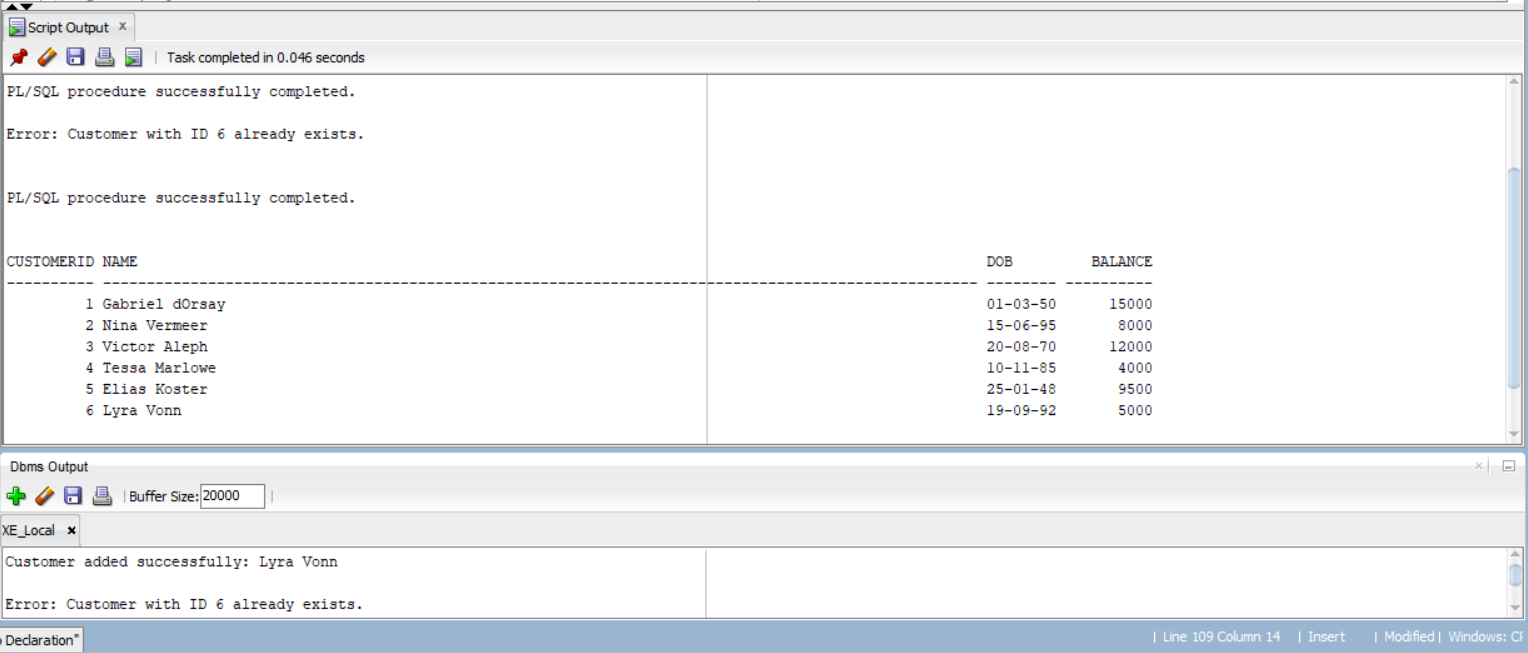 Script Output x
Task completed in 0.046 seconds
PL/SQL procedure successfully completed.
Error: Customer with ID 6 already exists.
PL/SQL procedure successfully completed.
CUSTOMERID NAME DOB BALANCE
1 Gabriel dOrsay 01-03-50 15000
2 Nina Vermeer 15-06-95 8000
3 Victor Aleph 20-08-70 12000
4 Tessa Marlowe 10-11-85 4000
5 Elias Koster 25-01-48 9500
6 Lyra Vonn 19-09-92 5000
Dbms Output
Buffer Size: 20000
XE_Local x
Customer added successfully: Lyra Vonn
Error: Customer with ID 6 already exists.
Declaration" | Line 109 Column 14 | Insert | Modified | Windows: